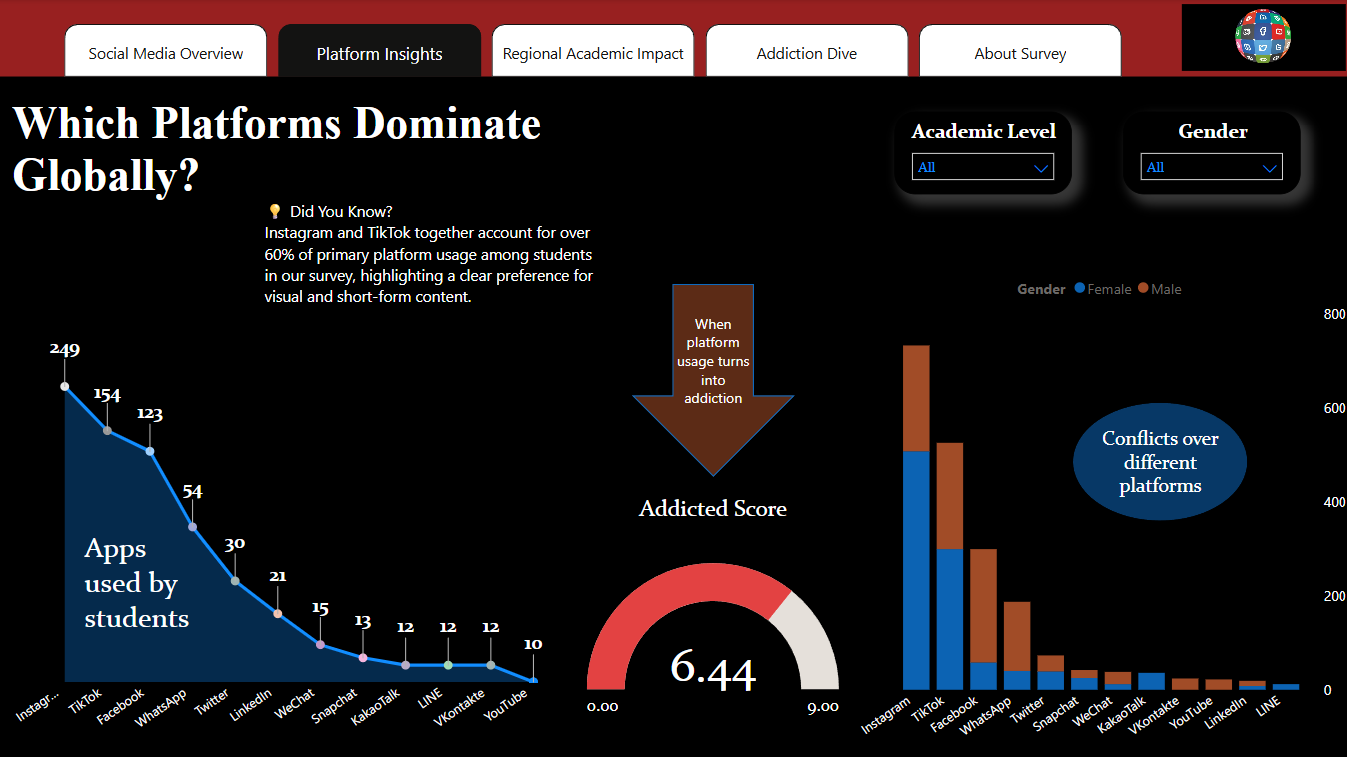 Social Media Overview
Platform Insights
Regional Academic Impact
Addiction Dive
About Survey
Which Platforms Dominate
Globally?
Academic Level
All
Gender
All
💡 Did You Know?
Instagram and TikTok together account for over
60% of primary platform usage among students
in our survey, highlighting a clear preference for
visual and short-form content.
249
154
123
54
30
21
15
13
12
12
12
10
Apps
used by
students
Instagr...
TikTok
Facebook
WhatsApp
Twitter
LinkedIn
WeChat
Snapchat
KakaoTalk
LINE
VKontakte
YouTube
When
platform
usage turns
into
addiction
Addicted Score
6.44
0.00
9.00
Gender Female Male
800
600
400
200
0
Conflicts over
different
platforms
Instagram
TikTok
Facebook
WhatsApp
Twitter
Snapchat
WeChat
KakaoTalk
VKontakte
YouTube
LinkedIn
LINE